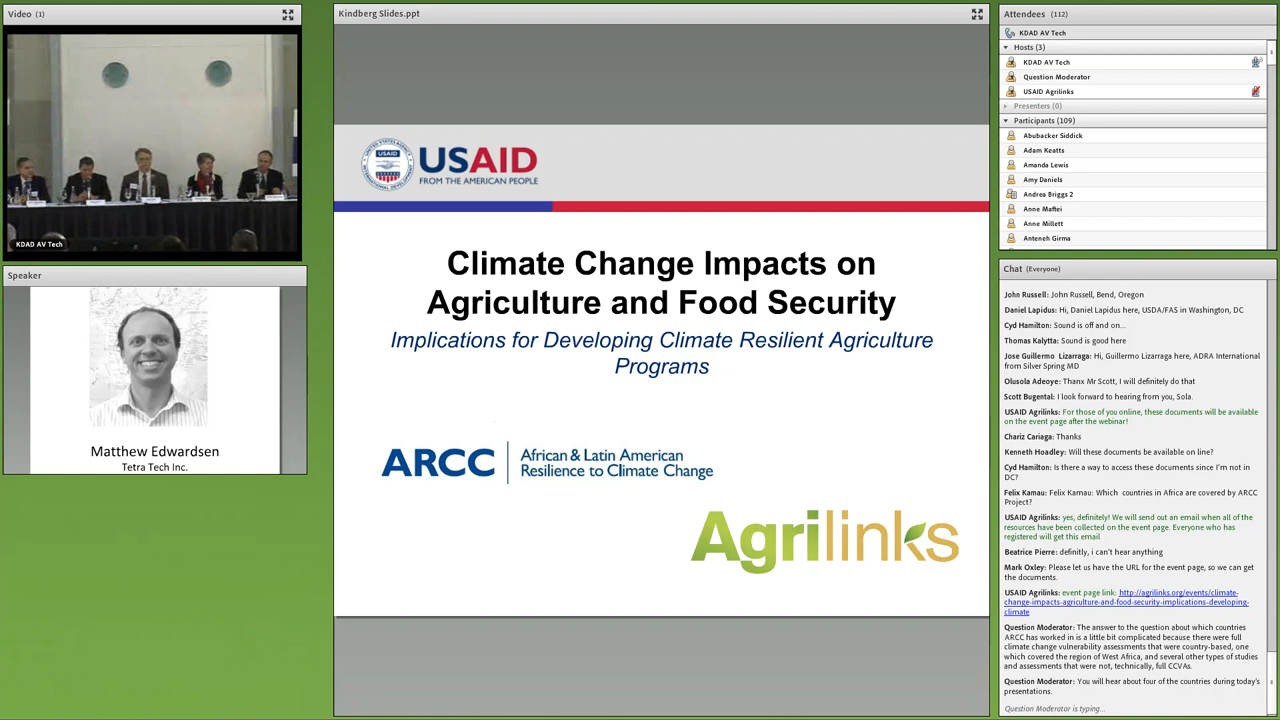 Video (1)
KDAD AV Tech
Speaker
Matthew Edwardsen
Tetra Tech Inc.
Kindberg Slides.ppt
USAID
FROM THE AMERICAN PEOPLE
Climate Change Impacts on
Agriculture and Food Security
Implications for Developing Climate Resilient Agriculture
Programs
ARCC
African & Latin American
Resilience to Climate Change
Agrilinks
Attendees (112)
KDAD AV Tech
Hosts (3)
KDAD AV Tech
Question Moderator
USAID Agrilinks
Presenters (0)
Participants (109)
Abubacker Siddick
Adam Keatts
Amanda Lewis
Amy Daniels
Andrea Briggs 2
Anne Maftei
Anne Millett
Anteneh Girma
Chat (Everyone)
John Russell: John Russell, Bend, Oregon
Daniel Lapidus: Hi, Daniel Lapidus here, USDA/FAS in Washington, DC
Cyd Hamilton: Sound is off and on...
Thomas Kalytta: Sound is good here
Jose Guillermo Lizarraga: Hi, Guillermo Lizarraga here, ADRA International
from Silver Spring MD
Olusola Adeoye: Thanx Mr Scott, I will definitely do that
Scott Bugental: I look forward to hearing from you, Sola.
USAID Agrilinks: For those of you online, these documents will be available
on the event page after the webinar!
Chariz Cariaga: Thanks
Kenneth Hoadley: Will these documents be available on line?
Cyd Hamilton: Is there a way to access these documents since I'm not in
DC?
Felix Kamau: Felix Kamau: Which countries in Africa are covered by ARCC
Project?
USAID Agrilinks: yes, definitely! We will send out an email when all of the
resources have been collected on the event page. Everyone who has
registered will get this email
Beatrice Pierre: definitly, i can't hear anything
Mark Oxley: Please let us have the URL for the event page, so we can get
the documents.
USAID Agrilinks: event page link: http://agrilinks.org/events/climate-
change-impacts-agriculture-and-food-security-implications-developing-
climate
Question Moderator: The answer to the question about which countries
ARCC has worked in is a little bit complicated because there were full
climate change vulnerability assessments that were country-based, one
which covered the region of West Africa, and several other types of studies
and assessments that were not, technically, full CCVAs.
Question Moderator: You will hear about four of the countries during today's
presentations.
Question Moderator is typing...